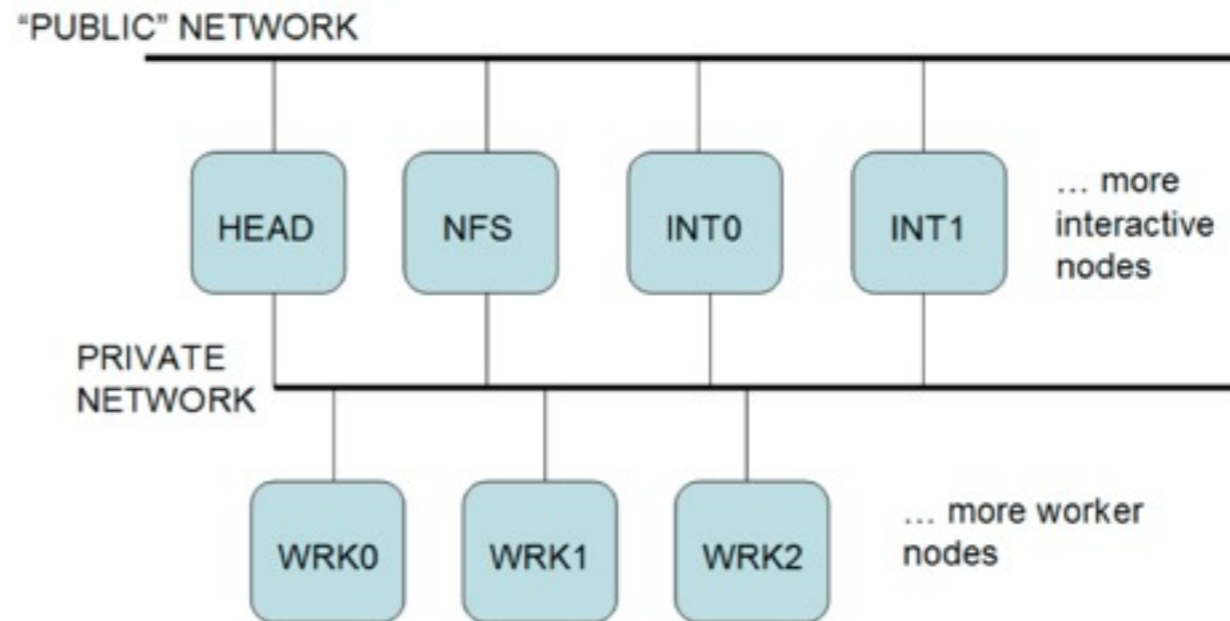 “PUBLIC” NETWORK
HEAD
NFS
INT0
INT1
… more
interactive
nodes
PRIVATE
NETWORK
WRK0
WRK1
WRK2
… more worker
nodes